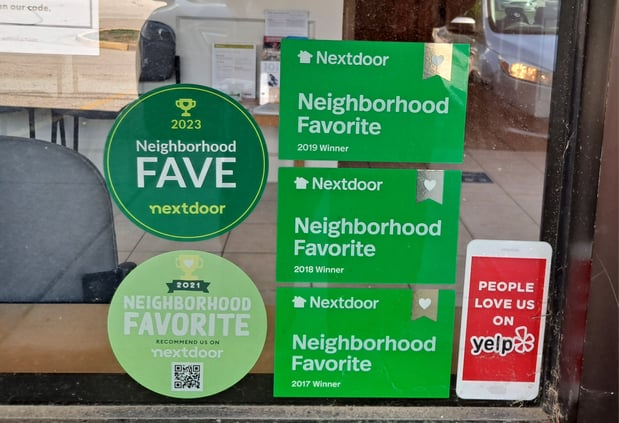 en our code.
2023
Neighborhood
FAVE
nextdoor
2021
NEIGHBORHOOD
FAVORITE
RECOMMEND US ON
nextdoor
Nextdoor
Neighborhood
Favorite
2019 Winner
Nextdoor
Neighborhood
Favorite
2018 Winner
Nextdoor
Neighborhood
Favorite
2017 Winner
PEOPLE
LOVE US
ON
yelp